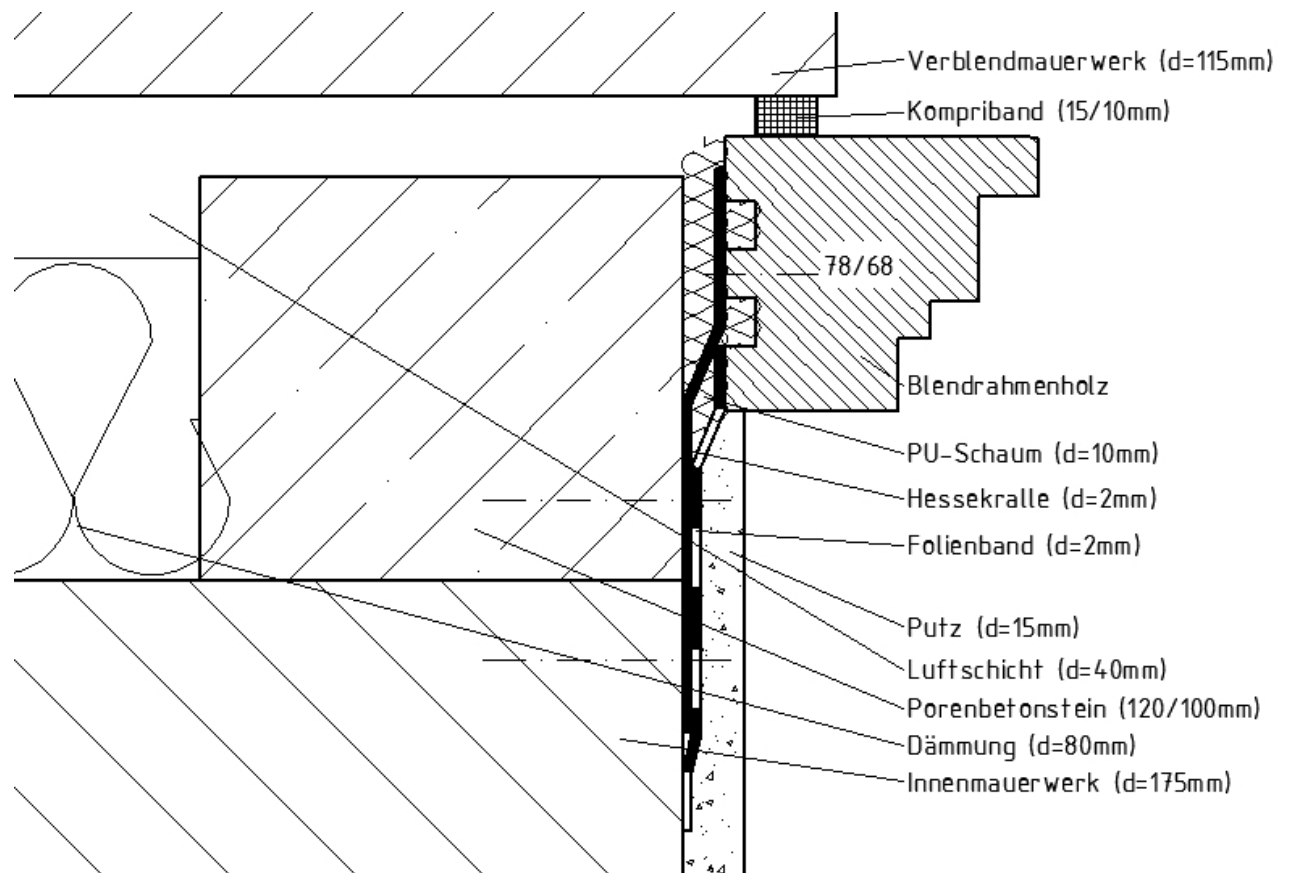 Verblendmauerwerk (d=115mm)
Kompriband (15/10mm)
78/68
Blendrahmenholz
PU-Schaum (d=10mm)
Hessekralle (d=2mm)
Folienband (d=2mm)
Putz (d=15mm)
Luftschicht (d=40mm)
Porenbetonstein (120/100mm)
Dämmung (d=80mm)
Innenmauerwerk (d=175mm)